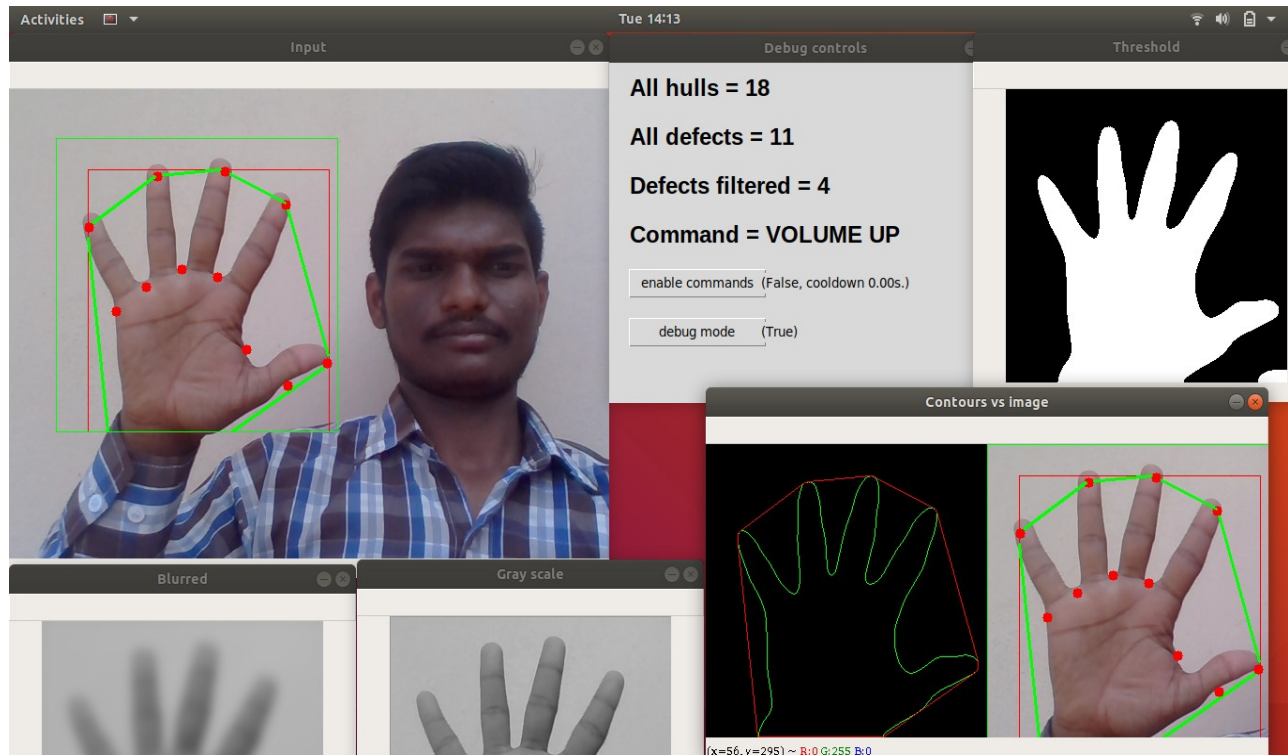 Activities
Tue 14:13
Input
Debug controls
Threshold
All hulls = 18
All defects = 11
Defects filtered = 4
Command = VOLUME UP
enable commands (False, cooldown 0.00s.)
debug mode (True)
Contours vs image
Blurred
Gray scale
(x=56, y=295) ~ R:0 G:255 B:0